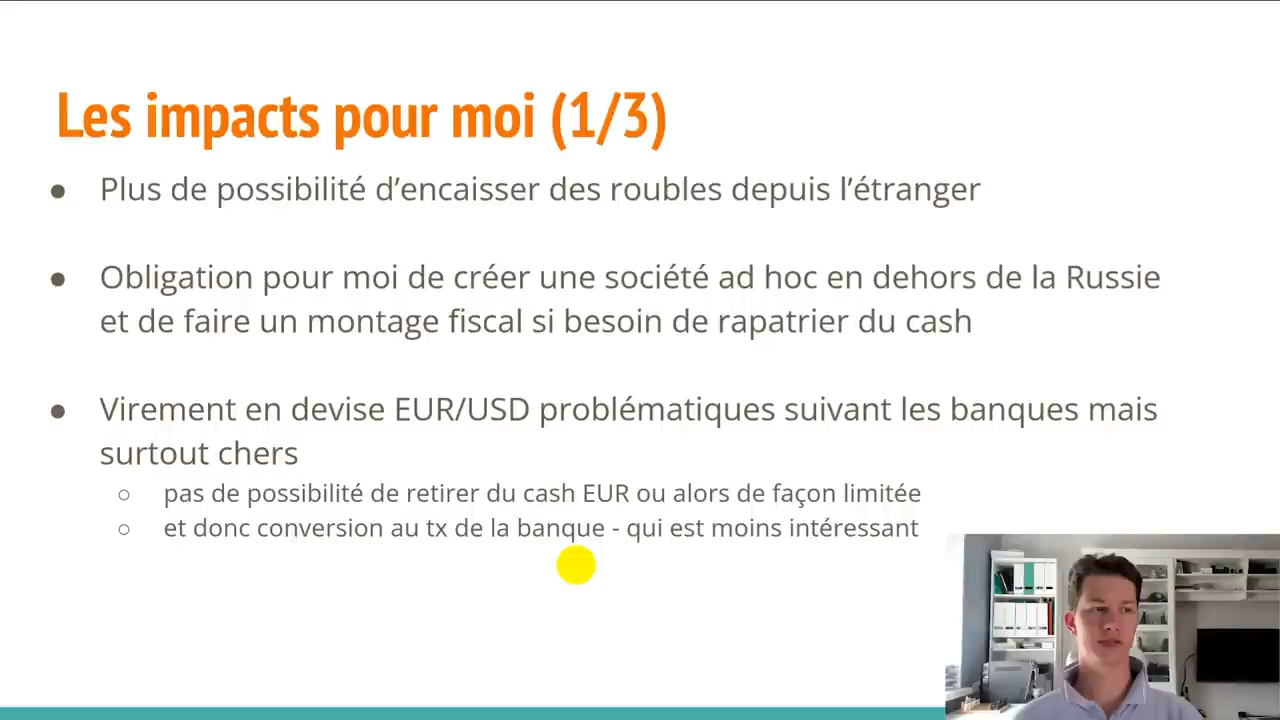 Les impacts pour moi (1/3)
● Plus de possibilité d’encaisser des roubles depuis l’étranger
● Obligation pour moi de créer une société ad hoc en dehors de la Russie
et de faire un montage fiscal si besoin de rapatrier du cash
● Virement en devise EUR/USD problématiques suivant les banques mais
surtout chers
○ pas de possibilité de retirer du cash EUR ou alors de façon limitée
○ et donc conversion au tx de la banque - qui est moins intéressant